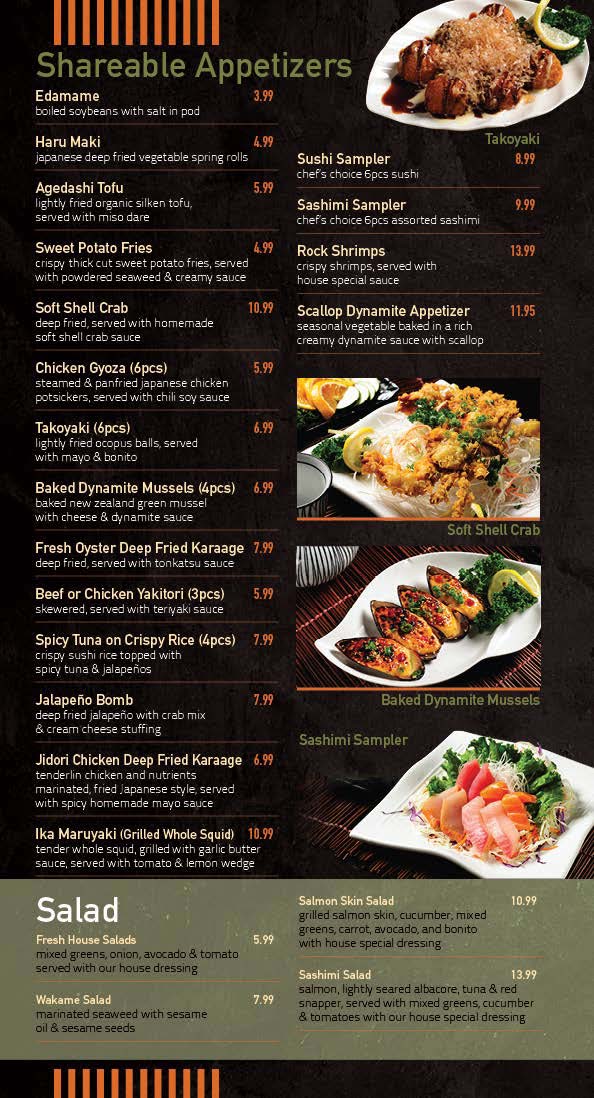 Shareable Appetizers
Edamame 3.99
boiled soybeans with salt in pod
Haru Maki 4.99
japanese deep fried vegetable spring rolls
Agedashi Tofu 5.99
lightly fried organic silken tofu,
served with miso dare
Sweet Potato Fries 4.99
crispy thick cut sweet potato fries, served
with powdered seaweed & creamy sauce
Soft Shell Crab 10.99
deep fried, served with homemade
soft shell crab sauce
Chicken Gyoza (6pcs) 5.99
steamed & panfried japanese chicken
potsickers, served with chili soy sauce
Takoyaki (6pcs) 6.99
lightly fried ocopus balls, served
with mayo & bonito
Baked Dynamite Mussels (4pcs) 6.99
baked new zealand green mussel
with cheese & dynamite sauce
Fresh Oyster Deep Fried Karaage 7.99
deep fried, served with tonkatsu sauce
Beef or Chicken Yakitori (3pcs) 5.99
skewered, served with teriyaki sauce
Spicy Tuna on Crispy Rice (4pcs) 7.99
crispy sushi rice topped with
spicy tuna & jalapeños
Jalapeño Bomb 7.99
deep fried jalapeño with crab mix
& cream cheese stuffing
Jidori Chicken Deep Fried Karaage 6.99
tenderlin chicken and nutrients
marinated, fried Japanese style, served
with spicy homemade mayo sauce
Ika Maruyaki (Grilled Whole Squid) 10.99
tender whole squid, grilled with garlic butter
sauce, served with tomato & lemon wedge
Takoyaki
Sushi Sampler 8.99
chef's choice 6pcs sushi
Sashimi Sampler 9.99
chef's choice 6pcs assorted sashimi
Rock Shrimps 13.99
crispy shrimps, served with
house special sauce
Scallop Dynamite Appetizer 11.95
seasonal vegetable baked in a rich
creamy dynamite sauce with scallop
Soft Shell Crab
Baked Dynamite Mussels
Sashimi Sampler
Salad
Fresh House Salads 5.99
mixed greens, onion, avocado & tomato
served with our house dressing
Wakame Salad 7.99
marinated seaweed with sesame
oil & sesame seeds
Salmon Skin Salad 10.99
grilled salmon skin, cucumber, mixed
greens, carrot, avocado, and bonito
with house special dressing
Sashimi Salad 13.99
salmon, lightly seared albacore, tuna & red
snapper, served with mixed greens, cucumber
& tomatoes with our house special dressing